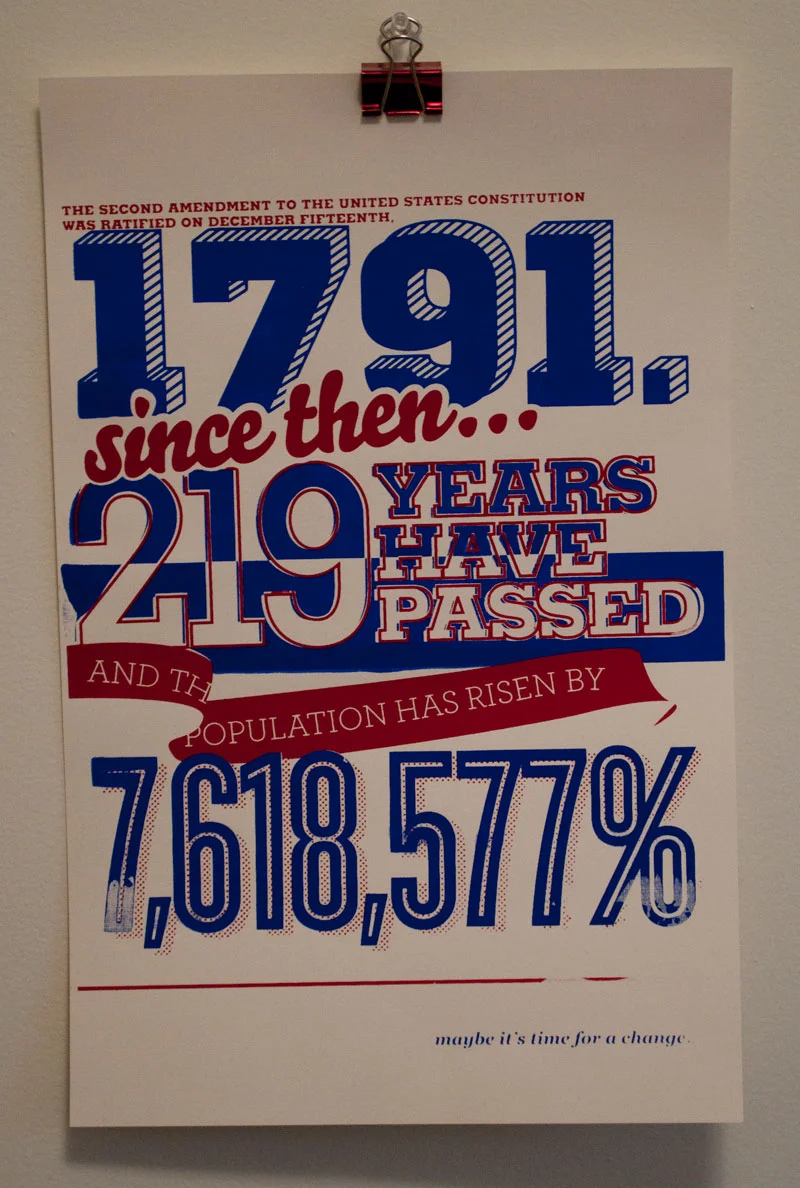 THE SECOND AMENDMENT TO THE UNITED STATES CONSTITUTION
WAS RATIFIED ON DECEMBER FIFTEENTH,
1791.
since then...
219 YEARS
HAVE
PASSED
AND TH
POPULATION HAS RISEN BY
7,618,577%
maybe it's time for a change.